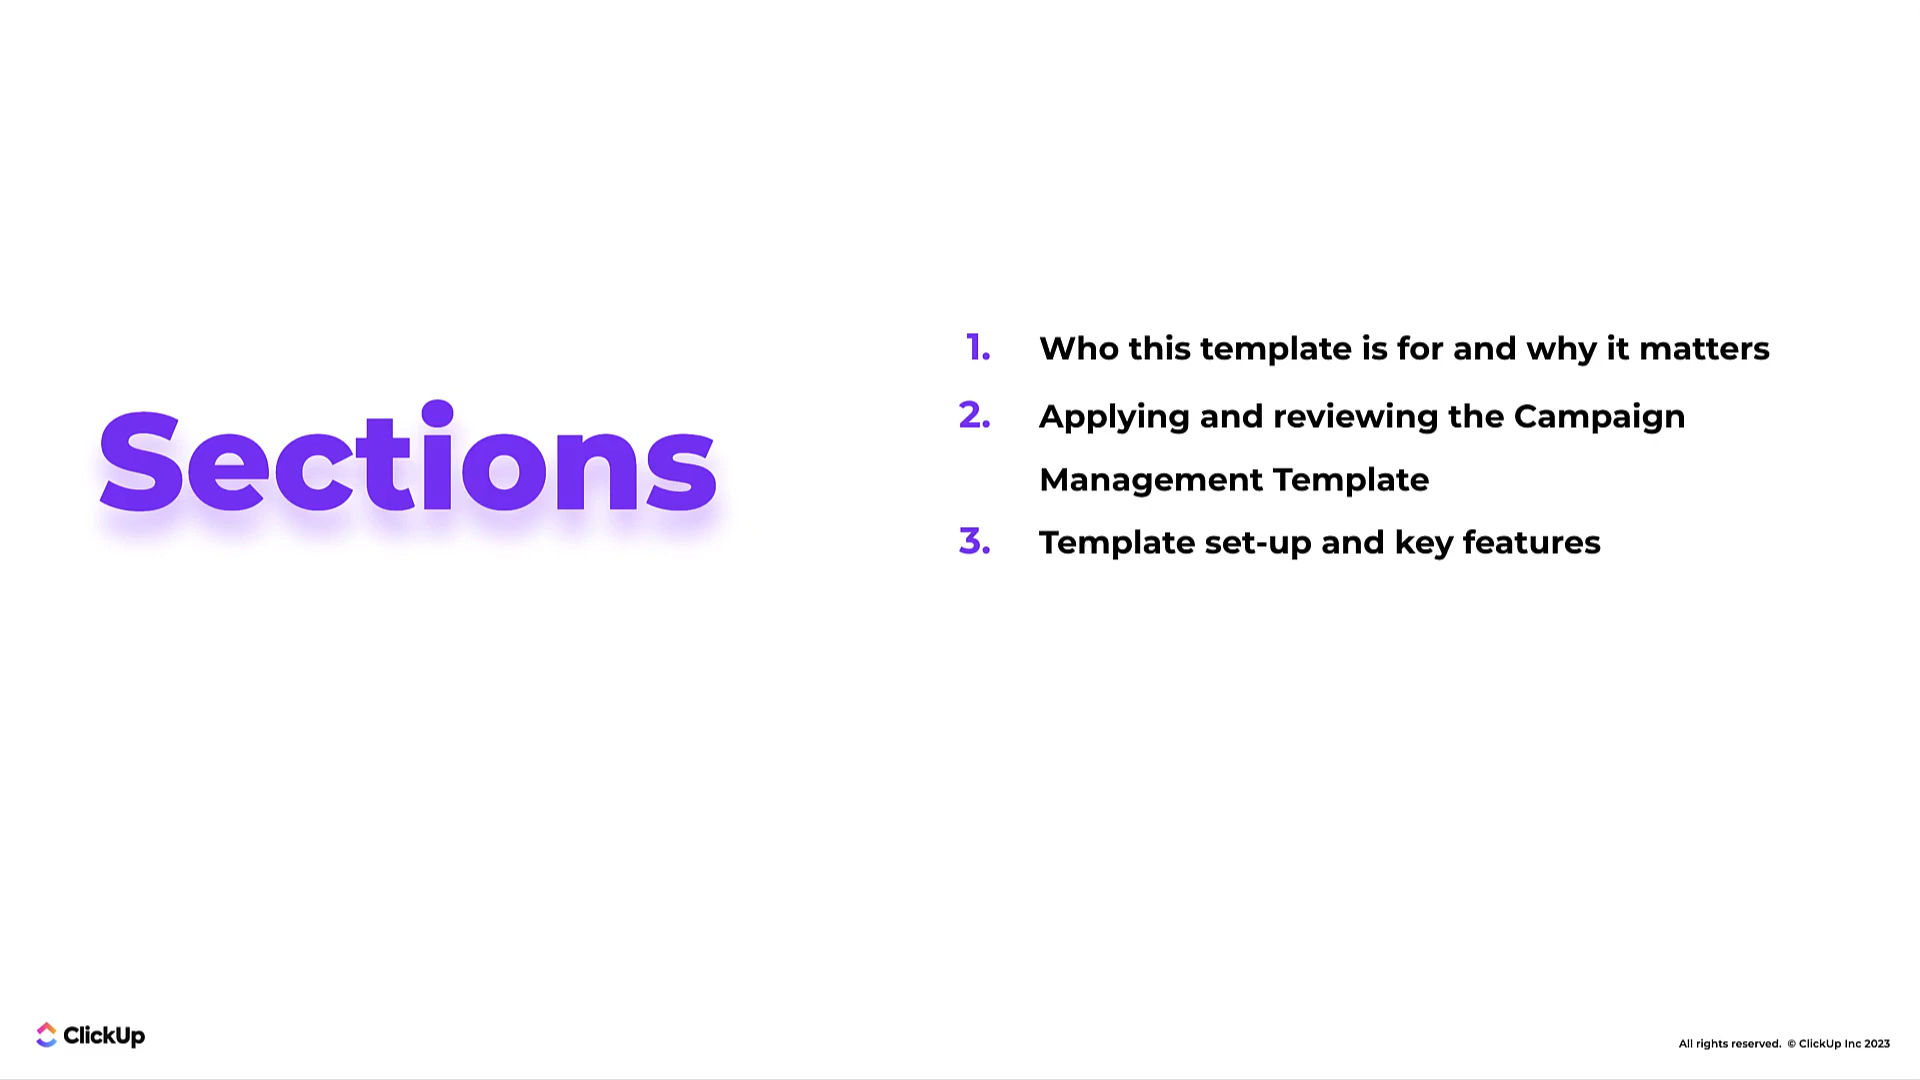 Sections
1. Who this template is for and why it matters
2. Applying and reviewing the Campaign
Management Template
3. Template set-up and key features
ClickUp
All rights reserved. © ClickUp Inc 2023